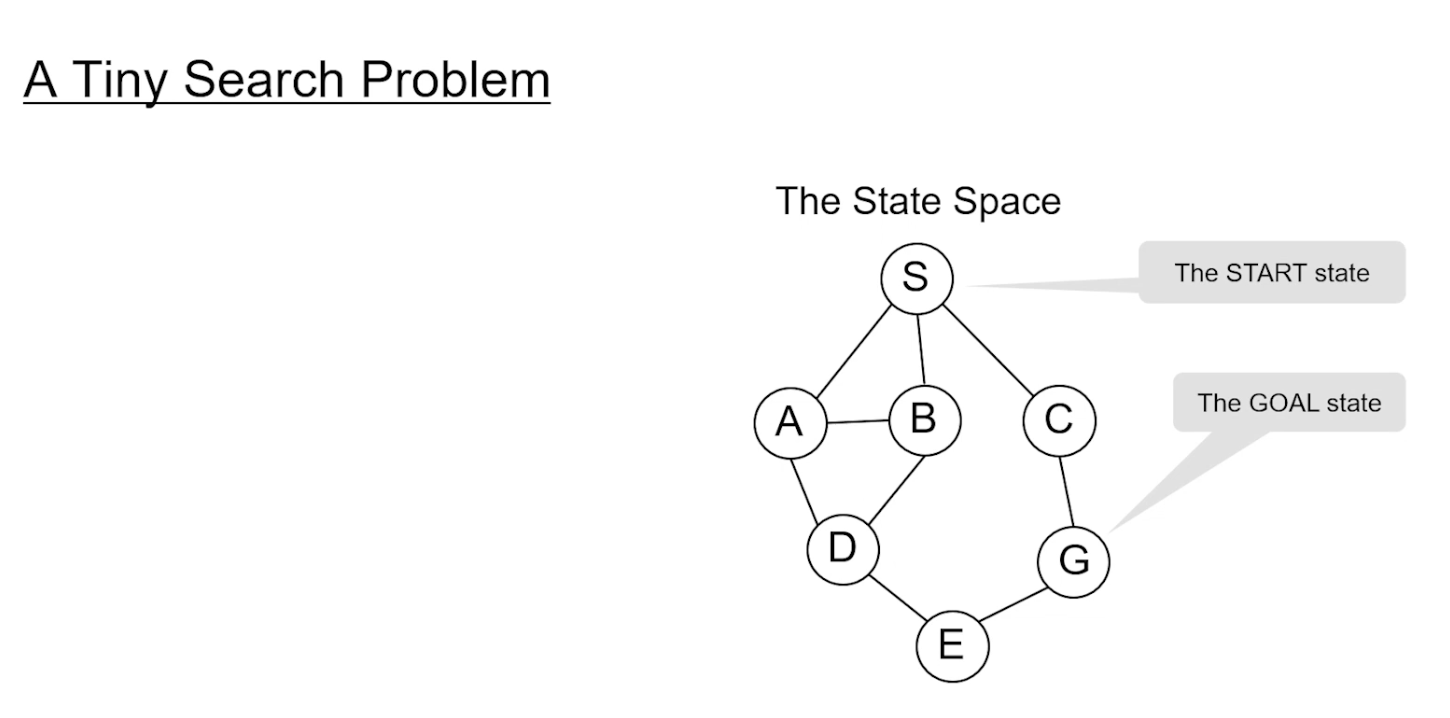 A Tiny Search Problem
The State Space
S
The START state
The GOAL state
A
B
C
D
G
E